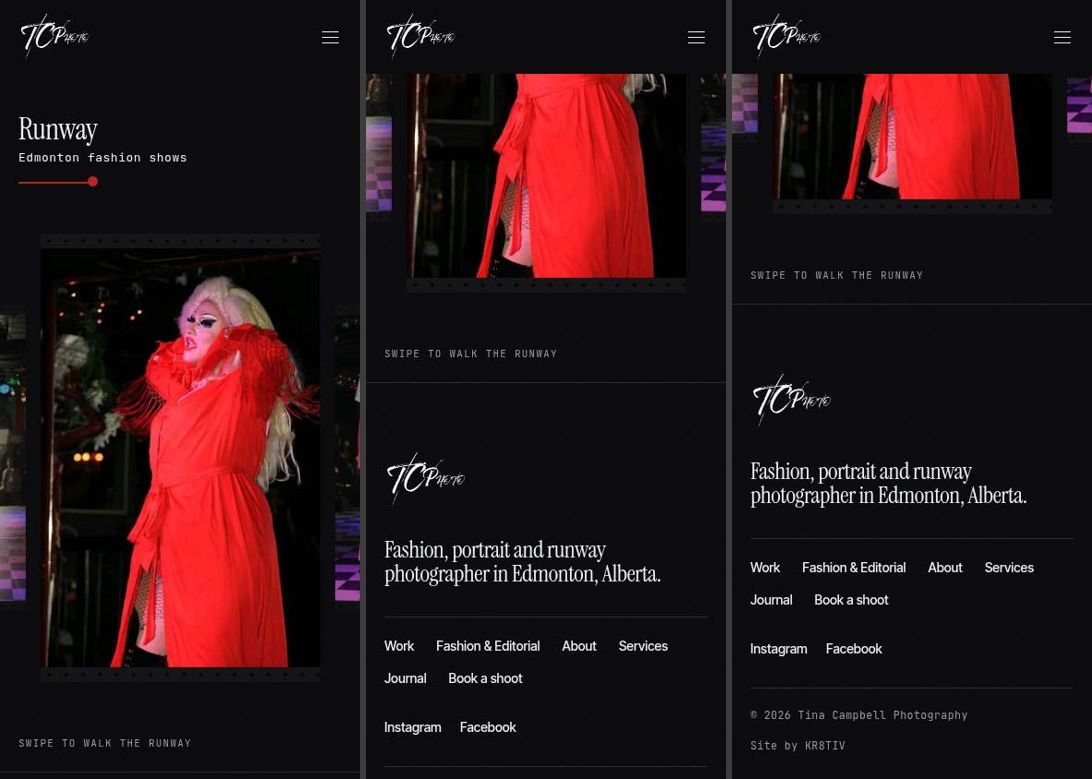 TCPhoto
Runway
Edmonton fashion shows
SWIPE TO WALK THE RUNWAY
TCPhoto
SWIPE TO WALK THE RUNWAY
TCPhoto
Fashion, portrait and runway
photographer in Edmonton, Alberta.
Work Fashion & Editorial About Services
Journal Book a shoot
Instagram Facebook
TCPhoto
SWIPE TO WALK THE RUNWAY
TCPhoto
Fashion, portrait and runway
photographer in Edmonton, Alberta.
Work Fashion & Editorial About Services
Journal Book a shoot
Instagram Facebook
© 2026 Tina Campbell Photography
Site by KR8TIV